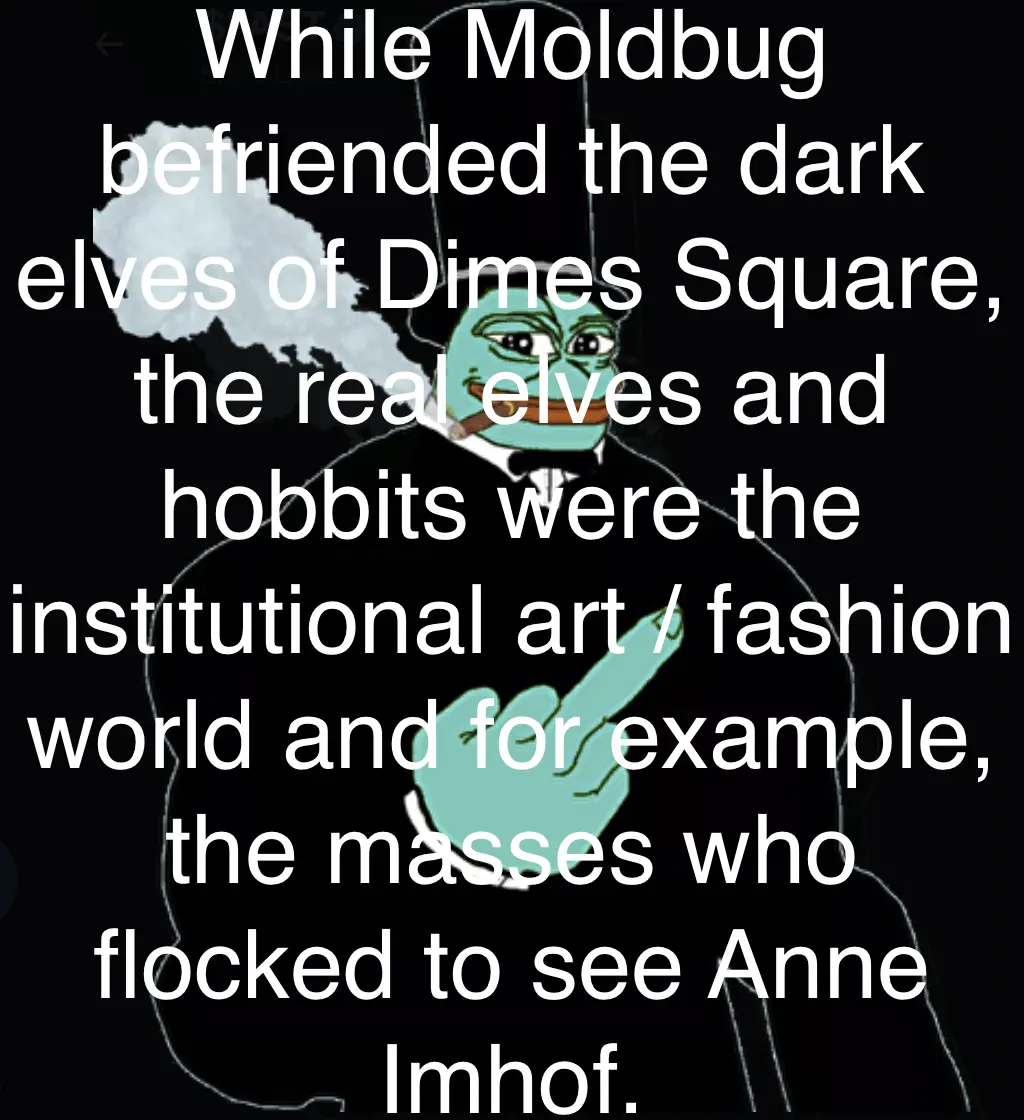 While Moldbug
befriended the dark
elves of Dimes Square,
the real elves and
hobbits were the
institutional art / fashion
world and for example,
the masses who
flocked to see Anne
Imhof.